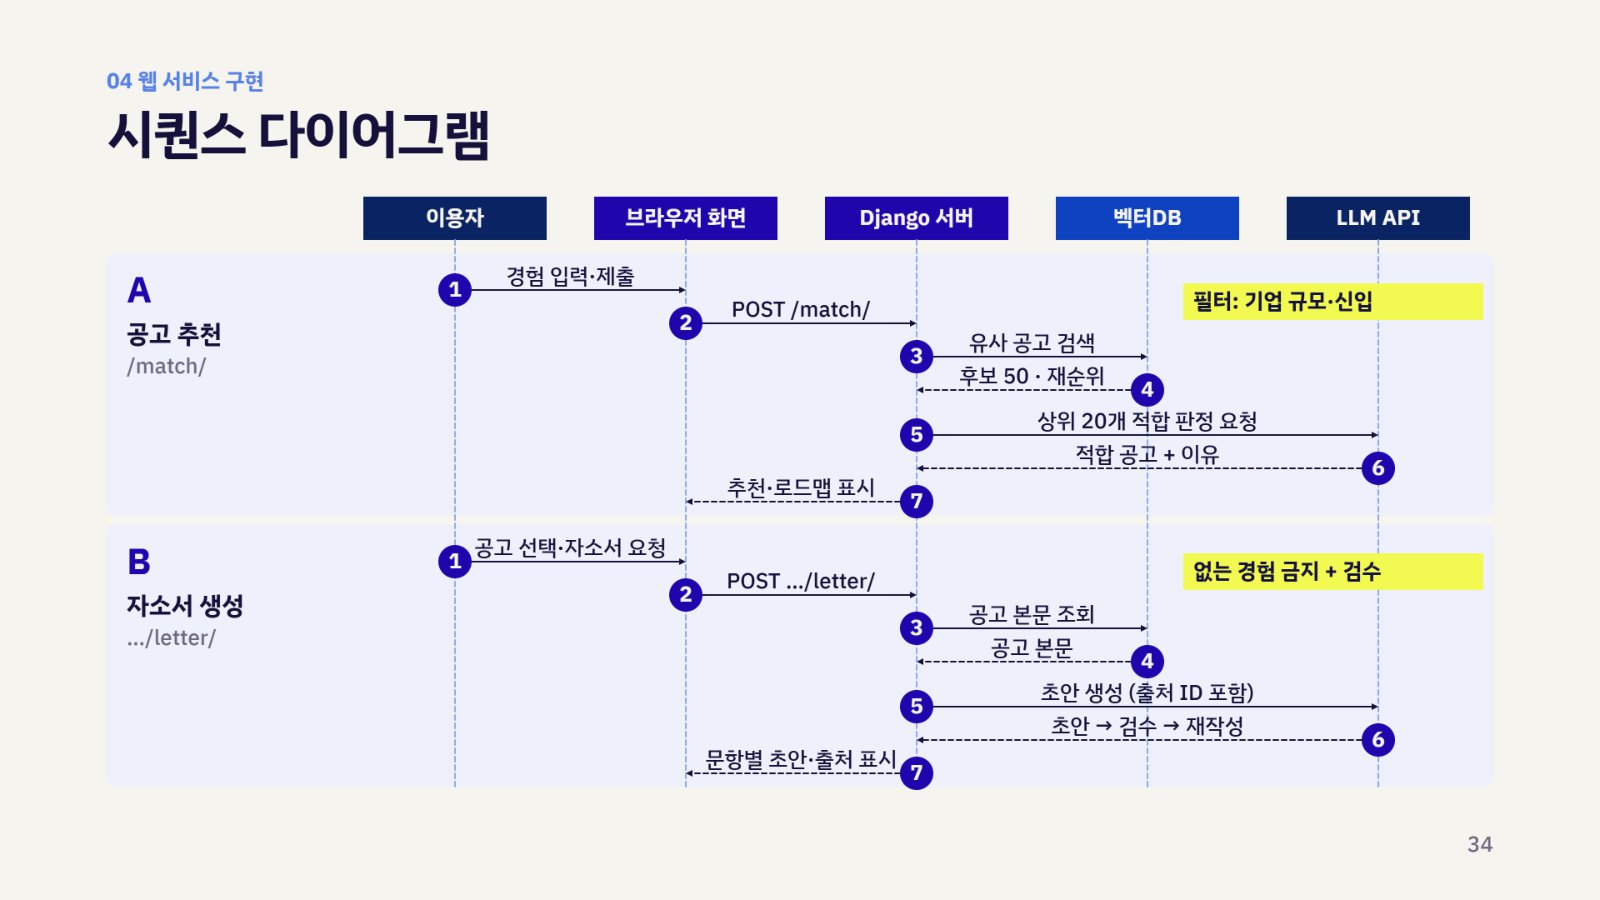 04 웹 서비스 구현
시퀀스 다이어그램
이용자
브라우저 화면
Django 서버
벡터DB
LLM API
A
공고 추천
/match/
1
경험 입력·제출
필터: 기업 규모·신입
2
POST /match/
3
유사 공고 검색
후보 50 · 재순위
4
5
상위 20개 적합 판정 요청
적합 공고 + 이유
6
추천·로드맵 표시
7
B
자소서 생성
.../letter/
1
공고 선택·자소서 요청
없는 경험 금지 + 검수
2
POST .../letter/
3
공고 본문 조회
공고 본문
4
5
초안 생성 (출처 ID 포함)
초안 → 검수 → 재작성
6
문항별 초안·출처 표시
7
34